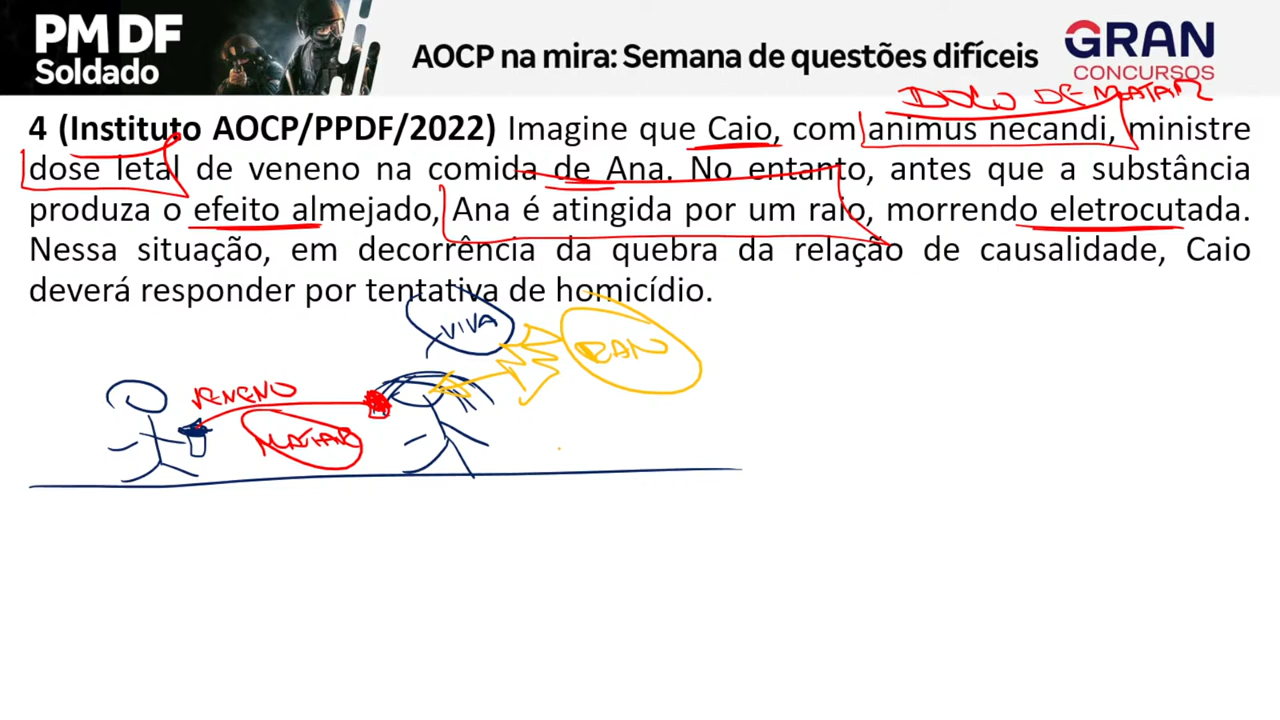 PM DF
Soldado
AOCP na mira: Semana de questões difíceis
GRAN
CONCURSOS
DOLO DE MATAR
4 (Instituto AOCP/PPDF/2022) Imagine que Caio, com animus necandi, ministre
dose letal de veneno na comida de Ana. No entanto, antes que a substância
produza o efeito almejado, Ana é atingida por um raio, morrendo eletrocutada.
Nessa situação, em decorrência da quebra da relação de causalidade, Caio
deverá responder por tentativa de homicídio.
VIVA
VENENO
MATAR